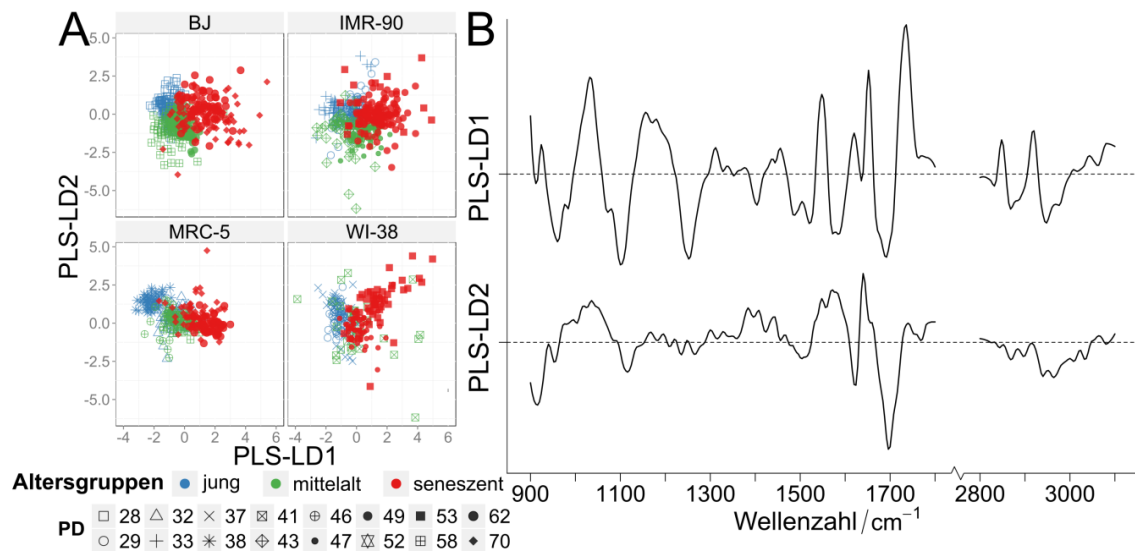 A
BJ
IMR-90
MRC-5
WI-38
5.0
2.5
0.0
-2.5
-5.0
5.0
2.5
0.0
-2.5
-5.0
PLS-LD2
-4 -2 0 2 4 6 -4 -2 0 2 4 6
PLS-LD1
Altersgruppen jung mittelalt seneszent
PD 28 32 37 41 46 49 53 62
29 33 38 43 47 52 58 70
B
PLS-LD1
PLS-LD2
900 1100 1300 1500 1700 2800 3000
Wellenzahl / cm⁻¹